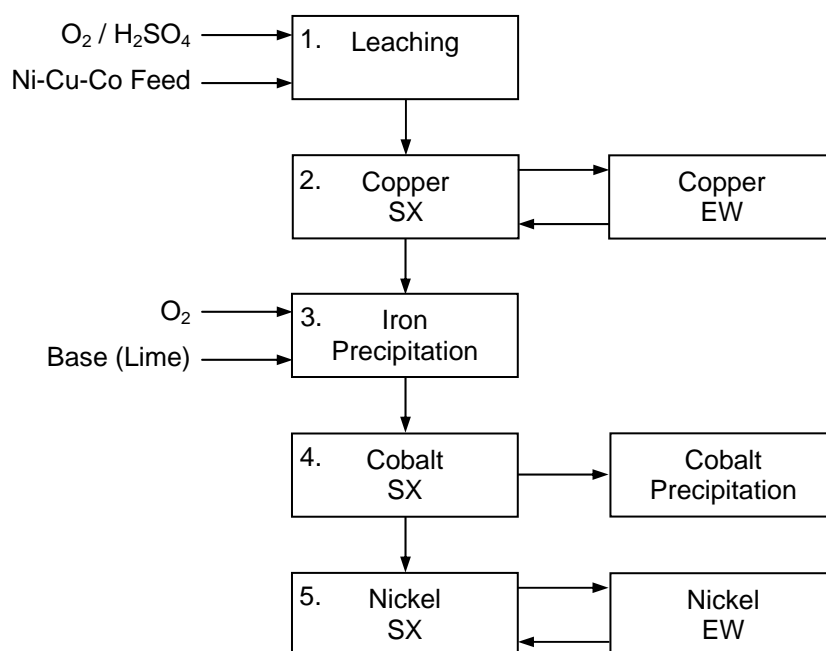 O₂ / H₂SO₄
1. Leaching
Ni-Cu-Co Feed
2. Copper
SX
Copper
EW
O₂
3. Iron
Precipitation
Base (Lime)
4. Cobalt
SX
Cobalt
Precipitation
5. Nickel
SX
Nickel
EW